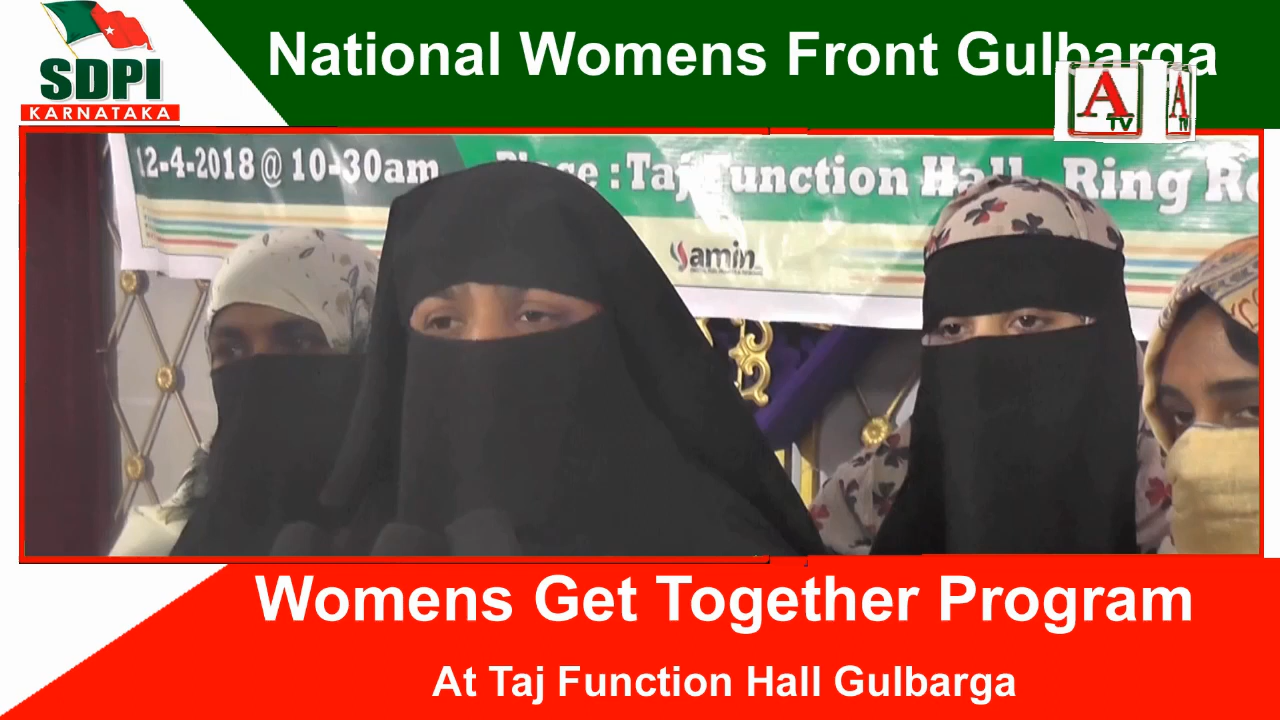 SDPI
KARNATAKA
National Womens Front Gulbarga
A TV
A TV
12-4-2018 @ 10-30am Place : Taj Function Hall, Ring
amin
Womens Get Together Program
At Taj Function Hall Gulbarga